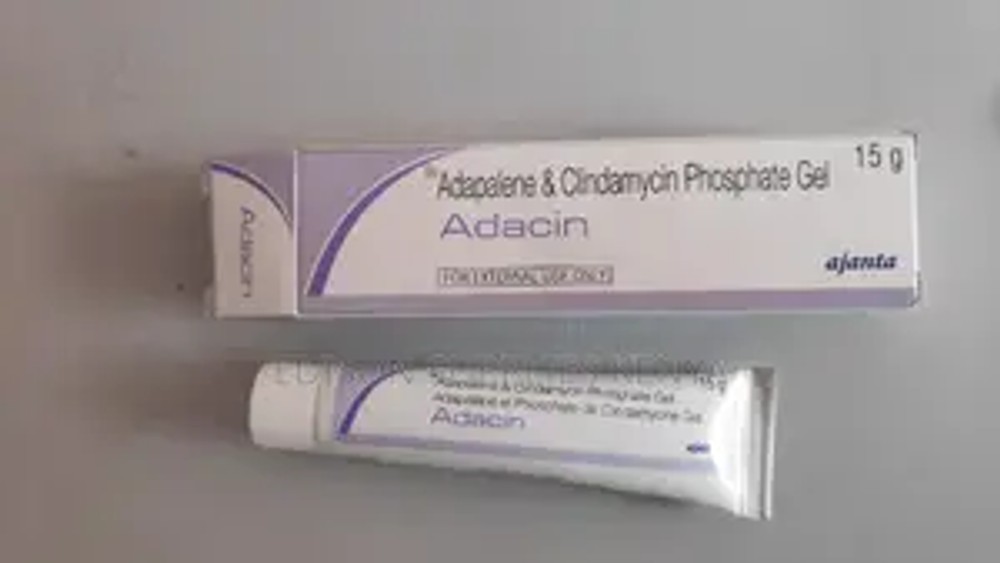 Adapalene & Clindamycin Phosphate Gel
15 g
Adacin
FOR EXTERNAL USE ONLY
ajanta
Adacin
15 g
Adapalene & Clindamycin Phosphate Gel
Adapalene et Phosphate de Clindamycine Gel
Adacin